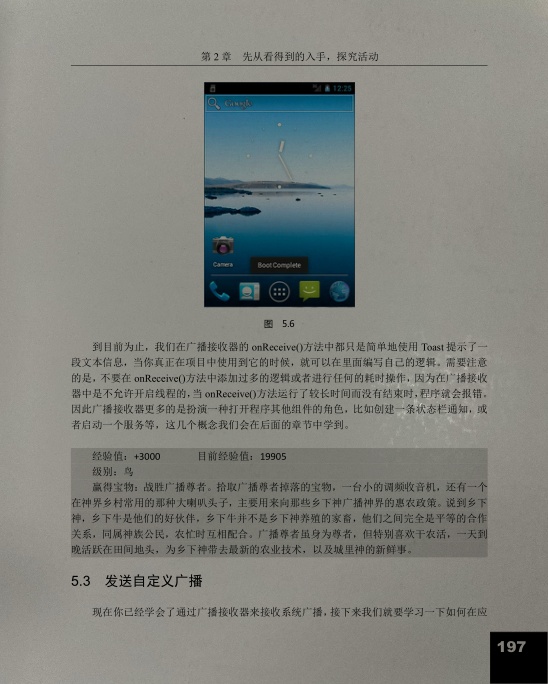 第 2 章 先从看得到的入手，探究活动
12:25
Google
Camera
Boot Complete
图 5.6
到目前为止，我们在广播接收器的 onReceive()方法中都只是简单地使用 Toast 提示了一
段文本信息，当你真正在项目中使用到它的时候，就可以在里面编写自己的逻辑。需要注意
的是，不要在 onReceive()方法中添加过多的逻辑或者进行任何的耗时操作，因为在广播接收
器中是不允许开启线程的，当 onReceive()方法运行了较长时间而没有结束时，程序就会报错。
因此广播接收器更多的是扮演一种打开程序其他组件的角色，比如创建一条状态栏通知，或
者启动一个服务等，这几个概念我们会在后面的章节中学到。
经验值：+3000 目前经验值：19905
级别：鸟
赢得宝物：战胜广播尊者。拾取广播尊者掉落的宝物，一台小的调频收音机，还有一个
在神界乡村常用的那种大喇叭头子，主要用来向那些乡下神广播神界的惠农政策。说到乡下
神，乡下牛是他们的好伙伴，乡下牛并不是乡下神养殖的家畜，他们之间完全是平等的合作
关系，同属神族公民，农忙时互相配合。广播尊者虽身为尊者，但特别喜欢干农活，一天到
晚活跃在田间地头，为乡下神带去最新的农业技术，以及城里神的新鲜事。
5.3 发送自定义广播
现在你已经学会了通过广播接收器来接收系统广播，接下来我们就要学习一下如何在应
197